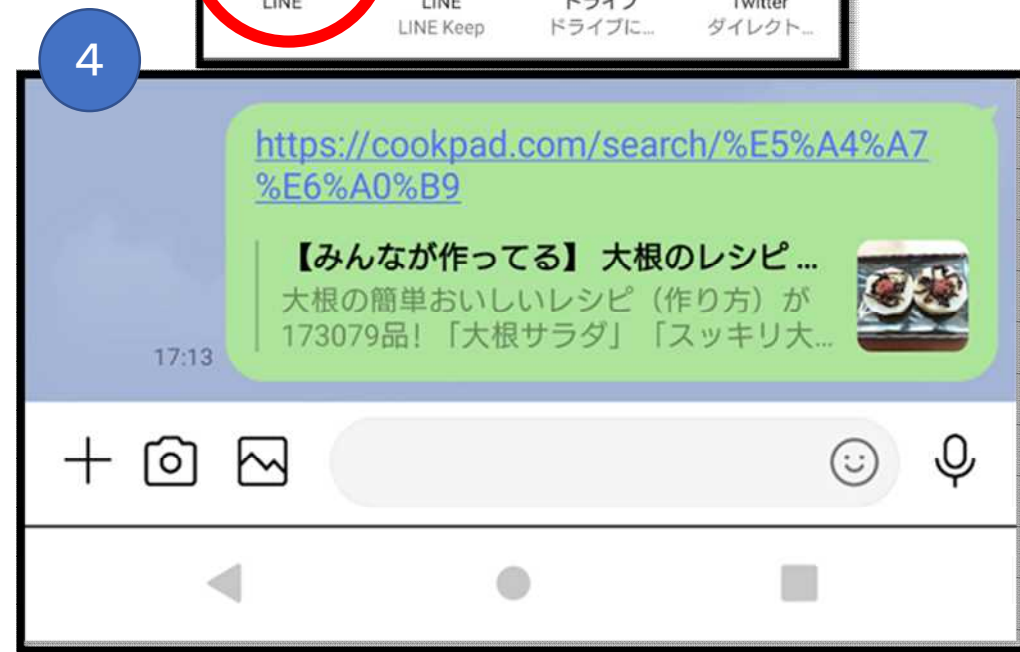 LINE LINE ドライブ Twitter
LINE Keep ドライブに... ダイレクト...
4
https://cookpad.com/search/%E5%A4%A7
%E6%A0%B9
【みんなが作ってる】 大根のレシピ ...
大根の簡単おいしいレシピ（作り方）が
173079品! 「大根サラダ」「スッキリ大...
17:13